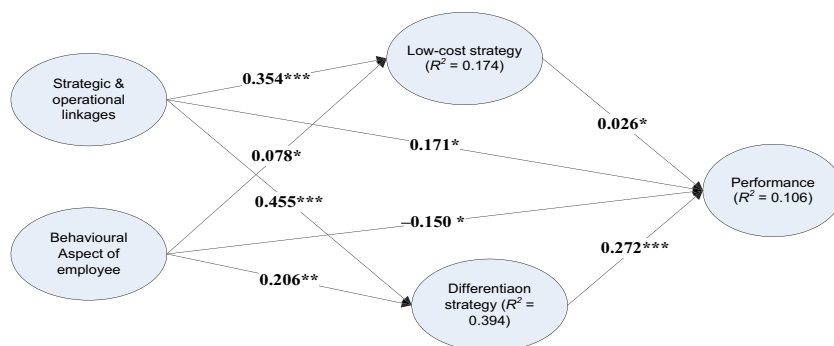 Low-cost strategy
(R² = 0.174)
Strategic &
operational
linkages
0.354***
0.026*
0.171*
0.078*
Performance
(R² = 0.106)
0.455***
–0.150 *
Behavioural
Aspect of
employee
0.272***
0.206**
Differentiaon
strategy (R² =
0.394)